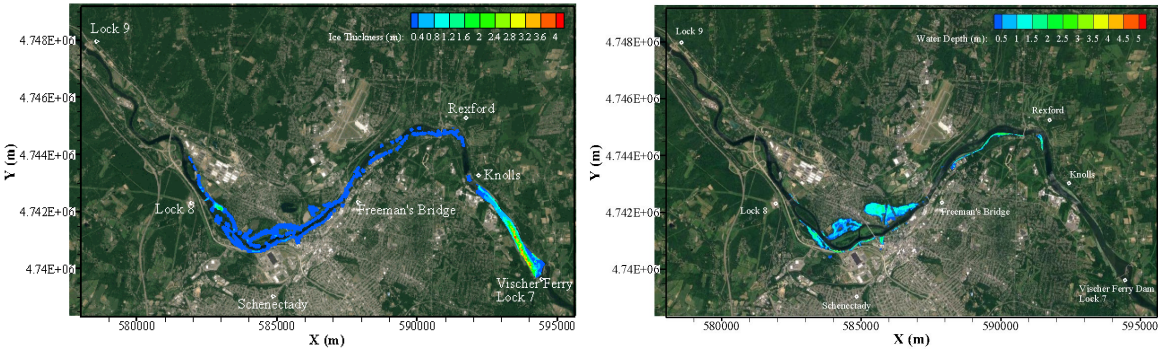 Lock 9
Ice Thickness (m):
0.4 0.8 1.2 1.6 2 2.4 2.8 3.2 3.6 4
4.748E+06
4.746E+06
4.744E+06
4.742E+06
4.74E+06
Y (m)
Rexford
Knolls
Lock 8
Freeman's Bridge
Vischer Ferry
Lock 7
Schenectady
580000 585000 590000 595000
X (m)
Lock 9
Water Depth (m):
0.5 1 1.5 2 2.5 3 3.5 4 4.5 5
4.748E+06
4.746E+06
4.744E+06
4.742E+06
4.74E+06
Y (m)
Rexford
Knolls
Lock 8
Freeman's Bridge
Vischer Ferry Dam
Lock 7
Schenectady
580000 585000 590000 595000
X (m)